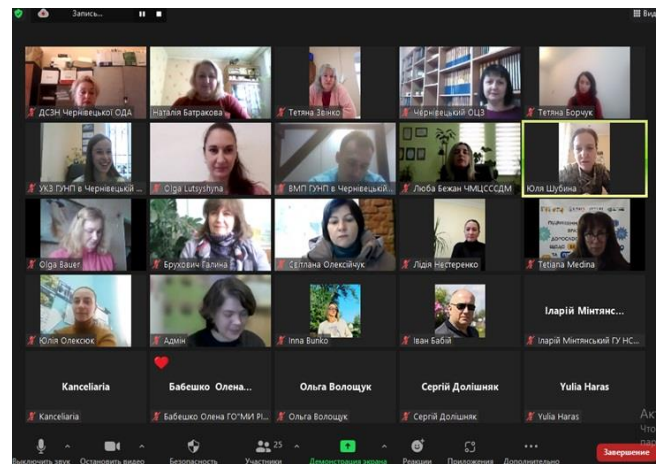 Запись...
Вид
ДСЗН Чернівецької ОДА
Наталія Батракова
Тетяна Звінко
Чернівецький ОЦЗ
Тетяна Борчук
УКЗ ГУНП в Чернівецькій ...
Olga Lutsyshyna
ВМП ГУНП в Чернівецькій...
Люба Бежан ЧМЦСССДМ
Юля Шубина
Olga Bauer
Брухович Галина
Світлана Олексійчук
Лідія Нестеренко
Tetiana Medina
Юлія Олексюк
Адмін
Inna Bunko
Іван Бабій
Іларій Мінтянс...
Іларій Мінтянський ГУ НС...
Kanceliaria
Бабешко Олена...
Ольга Волощук
Сергій Долішняк
Yulia Haras
Kanceliaria
Бабешко Олена ГО"МИ РІ...
Ольга Волощук
Сергій Долішняк
Yulia Haras
25
Выключить звук
Остановить видео
Безопасность
Участники
Демонстрация экрана
Реакции
Приложения
Дополнительно
Завершение